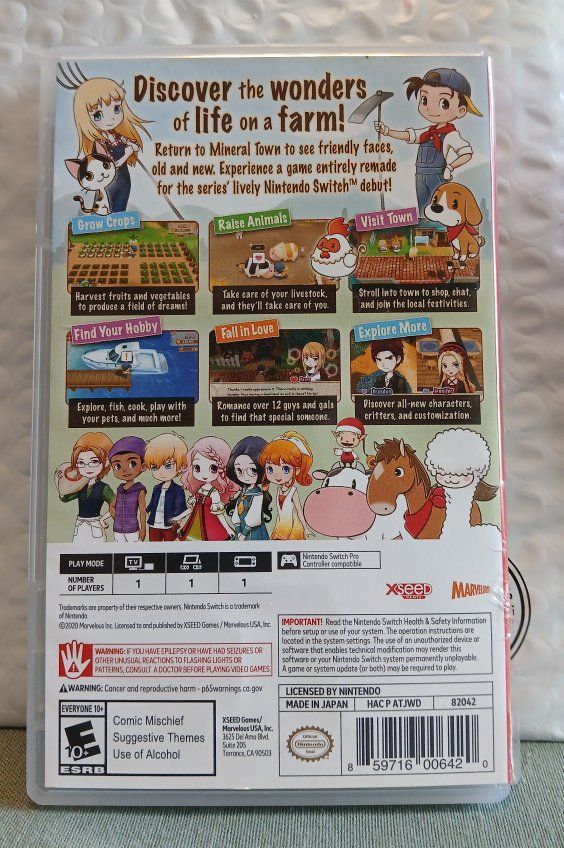 Discover the wonders
of life on a farm!
Return to Mineral Town to see friendly faces,
old and new. Experience a game entirely remade
for the series' lively Nintendo Switch™ debut!
Grow Crops
Raise Animals
Visit Town
Harvest fruits and vegetables
to produce a field of dreams!
Take care of your livestock,
and they'll take care of you.
Stroll into town to shop, chat,
and join the local festivities.
Find Your Hobby
Fall in Love
Explore More
Explore, fish, cook, play with
your pets, and much more!
Romance over 12 guys and gals
to find that special someone.
Discover all-new characters,
critters, and customization.
PLAY MODE
TV
Nintendo Switch Pro
Controller compatible
NUMBER
OF PLAYERS
1
1
1
XSEED
GAMES
MARVELOUS!
Trademarks are property of their respective owners. Nintendo Switch is a trademark
of Nintendo.
©2020 Marvelous Inc. Licensed to and published by XSEED Games / Marvelous USA, Inc.
WARNING: IF YOU HAVE EPILEPSY OR HAVE HAD SEIZURES OR
OTHER UNUSUAL REACTIONS TO FLASHING LIGHTS OR
PATTERNS, CONSULT A DOCTOR BEFORE PLAYING VIDEO GAMES.
WARNING: Cancer and reproductive harm - p65warnings.ca.gov
IMPORTANT! Read the Nintendo Switch Health & Safety Information
before setup or use of your system. The operation instructions are
located in the system settings. The use of an unauthorized device or
software that enables technical modification may render this
software or your Nintendo Switch system permanently unplayable.
A game or system update (or both) may be required to play.
EVERYONE 10+
E
10+
ESRB
Comic Mischief
Suggestive Themes
Use of Alcohol
XSEED Games/
Marvelous USA, Inc.
3625 Del Amo Blvd.
Suite 205
Torrance, CA 90503
LICENSED BY NINTENDO
MADE IN JAPAN
HAC P ATJWD
82042
Official
Nintendo
Seal
8 59716 00642 0